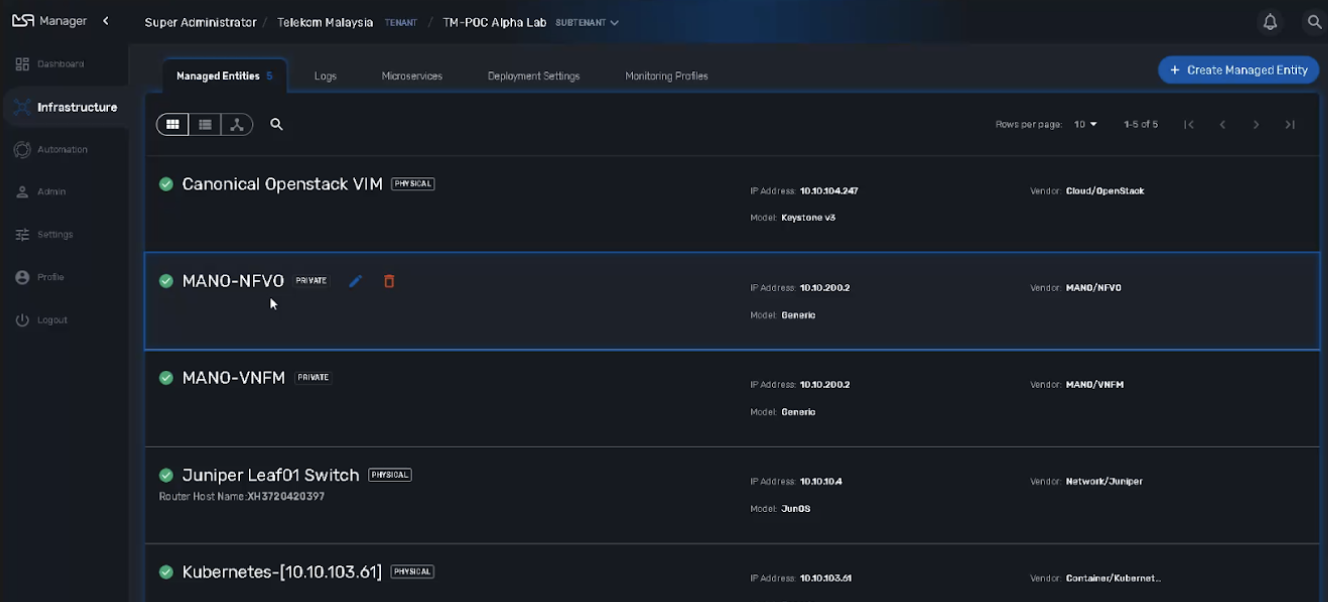 MSA Manager
Super Administrator / Telekom Malaysia TENANT / TM-POC Alpha Lab SUBTENANT
Dashboard
Infrastructure
Automation
Admin
Settings
Profile
Logout
Managed Entities 5 Logs Microservices Deployment Settings Monitoring Profiles + Create Managed Entity
Rows per page: 10 1-5 of 5
Canonical Openstack VIM PHYSICAL
IP Address: 10.10.104.247 Vendor: Cloud/OpenStack
Model: Keystone v3
MANO-NFVO PRIVATE
IP Address: 10.10.200.2 Vendor: MANO/NFVO
Model: Generic
MANO-VNFM PRIVATE
IP Address: 10.10.200.2 Vendor: MANO/VNFM
Model: Generic
Juniper Leaf01 Switch PHYSICAL
Router Host Name:XH3720420397
IP Address: 10.10.10.4 Vendor: Network/Juniper
Model: JunOS
Kubernetes-[10.10.103.61] PHYSICAL
IP Address: 10.10.103.61 Vendor: Container/Kubernet...